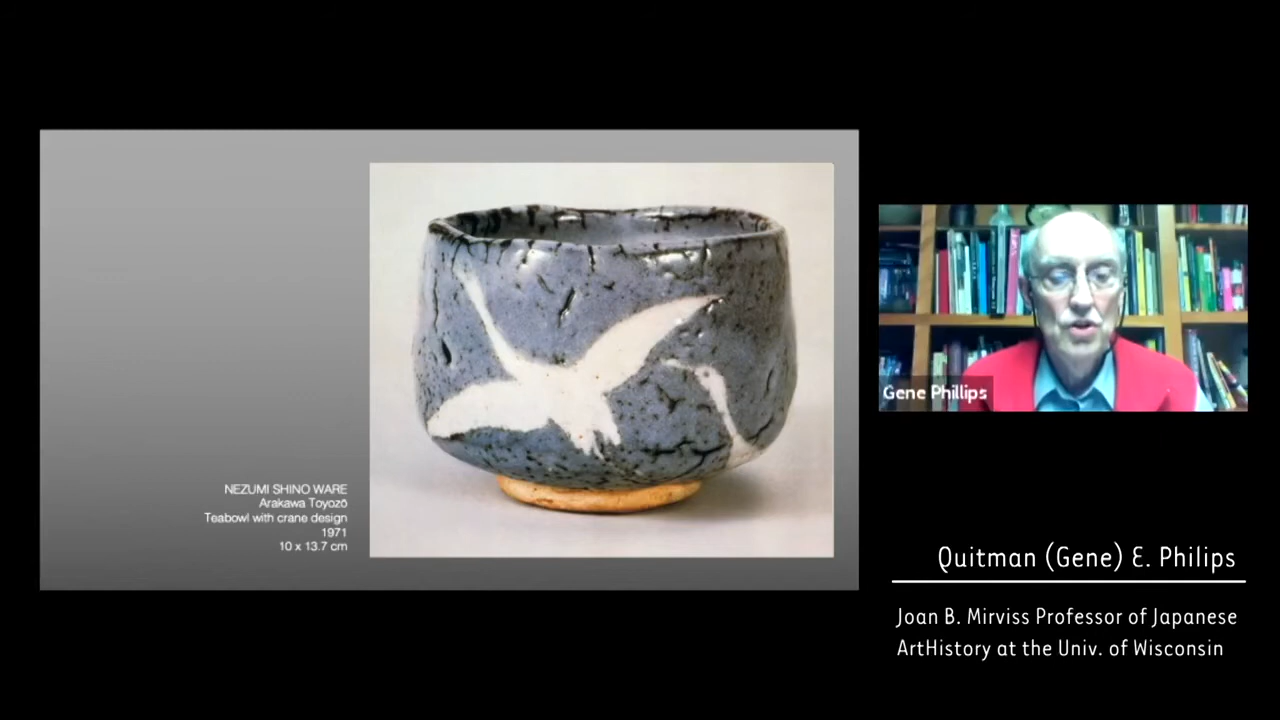 NEZUMI SHINO WARE
Arakawa Toyozō
Teabowl with crane design
1971
10 x 13.7 cm
Gene Phillips
Quitman (Gene) E. Philips
Joan B. Mirviss Professor of Japanese
ArtHistory at the Univ. of Wisconsin